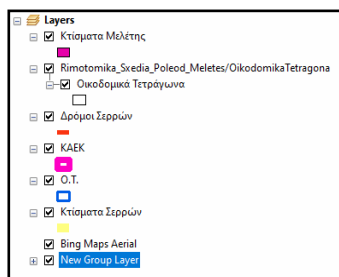 Layers
Κτίσματα Μελέτης
Rimotomika_Sxedia_Poleod_Meletes/OikodomikaTetragona
Οικοδομικά Τετράγωνα
Δρόμοι Σερρών
ΚΑΕΚ
Ο.Τ.
Κτίσματα Σερρών
Bing Maps Aerial
New Group Layer